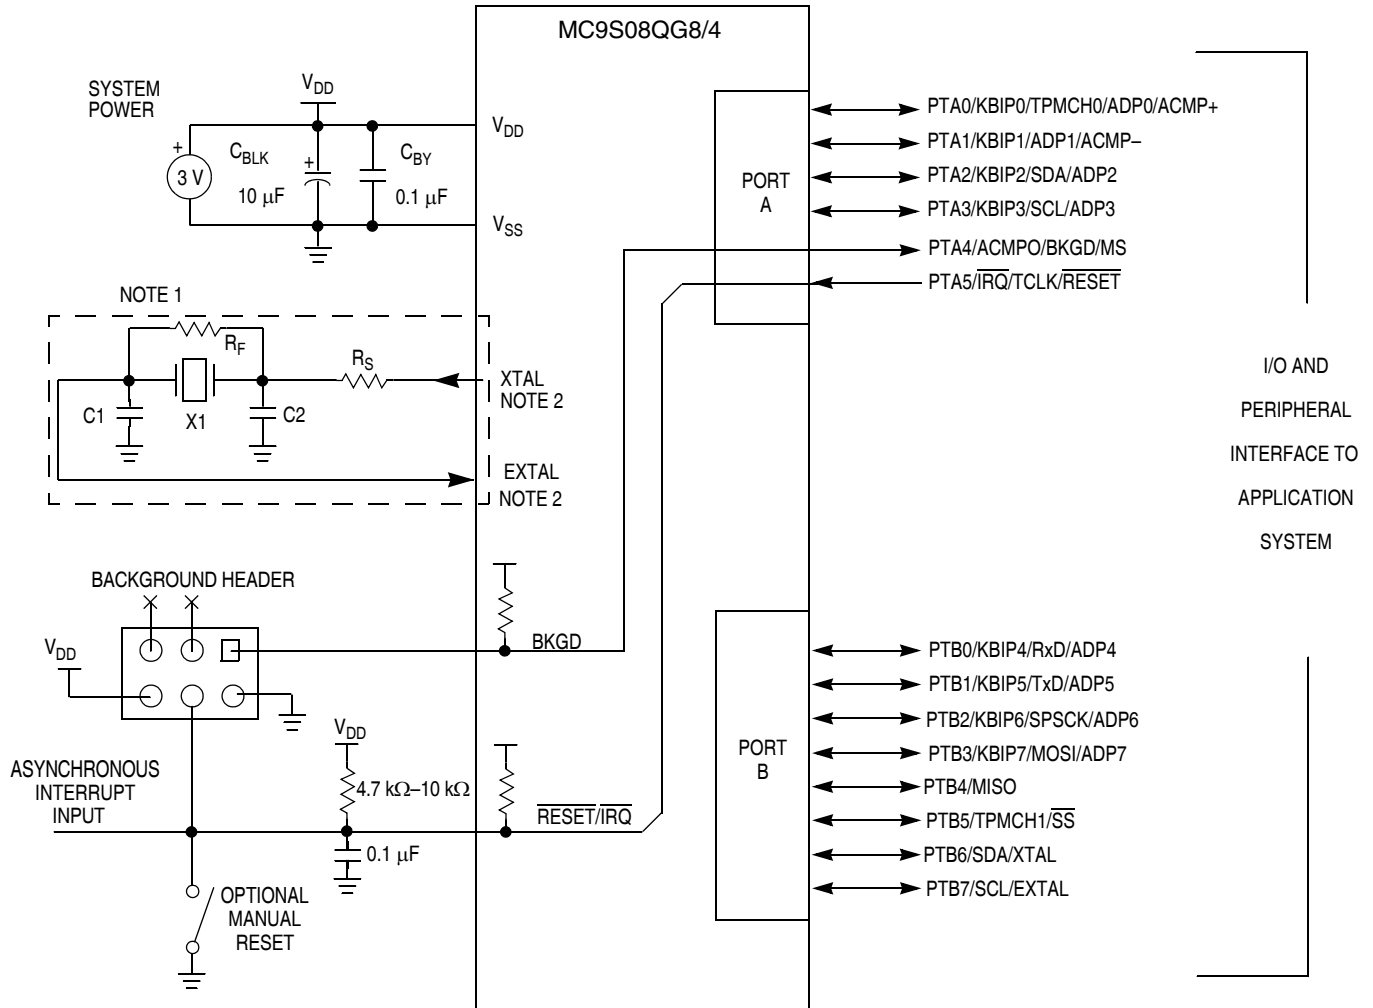 MC9S08QG8/4
SYSTEM
POWER
VDD
VDD
+
3 V
CBLK
10 µF
+
CBY
0.1 µF
VSS
PORT
A
PTA0/KBIP0/TPMCH0/ADP0/ACMP+
PTA1/KBIP1/ADP1/ACMP–
PTA2/KBIP2/SDA/ADP2
PTA3/KBIP3/SCL/ADP3
PTA4/ACMPO/BKGD/MS
PTA5/IRQ/TCLK/RESET
NOTE 1
RF
RS
C1
X1
C2
XTAL
NOTE 2
EXTAL
NOTE 2
I/O AND
PERIPHERAL
INTERFACE TO
APPLICATION
SYSTEM
BACKGROUND HEADER
VDD
BKGD
VDD
4.7 kΩ–10 kΩ
0.1 µF
ASYNCHRONOUS
INTERRUPT
INPUT
RESET/IRQ
OPTIONAL
MANUAL
RESET
PORT
B
PTB0/KBIP4/RxD/ADP4
PTB1/KBIP5/TxD/ADP5
PTB2/KBIP6/SPSCK/ADP6
PTB3/KBIP7/MOSI/ADP7
PTB4/MISO
PTB5/TPMCH1/SS
PTB6/SDA/XTAL
PTB7/SCL/EXTAL